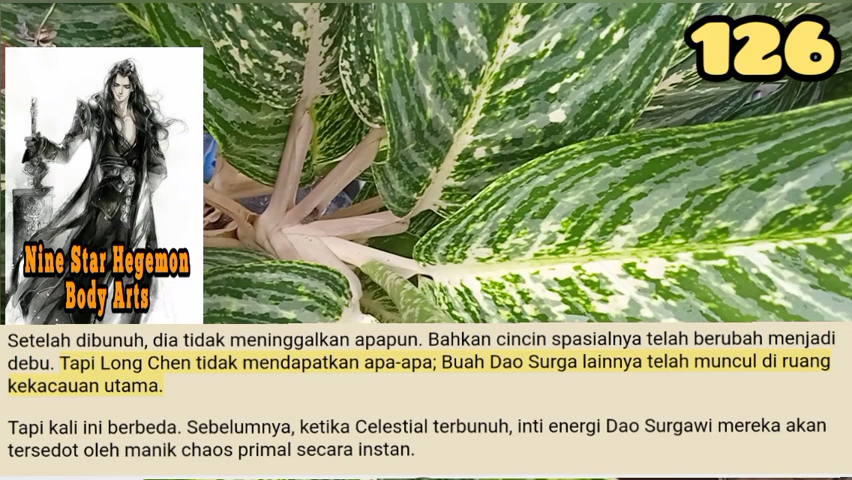 126
Nine Star Hegemon
Body Arts
Setelah dibunuh, dia tidak meninggalkan apapun. Bahkan cincin spasialnya telah berubah menjadi
debu. Tapi Long Chen tidak mendapatkan apa-apa; Buah Dao Surga lainnya telah muncul di ruang
kekacauan utama.
Tapi kali ini berbeda. Sebelumnya, ketika Celestial terbunuh, inti energi Dao Surgawi mereka akan
tersedot oleh manik chaos primal secara instan.